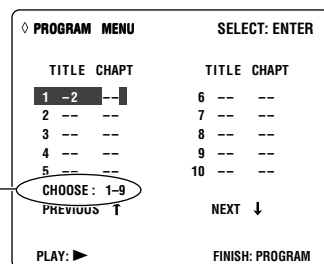 ◊ PROGRAM MENU SELECT: ENTER
TITLE CHAPT TITLE CHAPT
1 –2 –– 6 –– ––
2 –– –– 7 –– ––
3 –– –– 8 –– ––
4 –– –– 9 –– ––
5 –– –– 10 –– ––
CHOOSE : 1–9
PREVIOUS ↑ NEXT ↓
PLAY: ► FINISH: PROGRAM